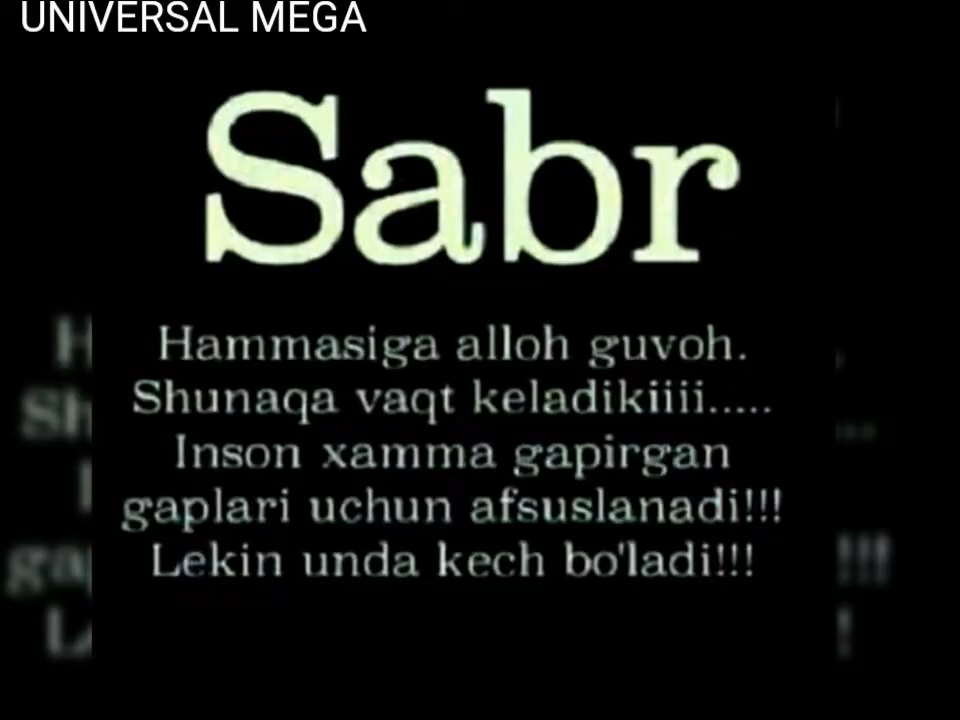 UNIVERSAL MEGA
Sabr
Hammasiga alloh guvoh.
Shunaqa vaqt keladikiiii.....
Inson xamma gapirgan
gaplari uchun afsuslanadi!!!
Lekin unda kech bo'ladi!!!